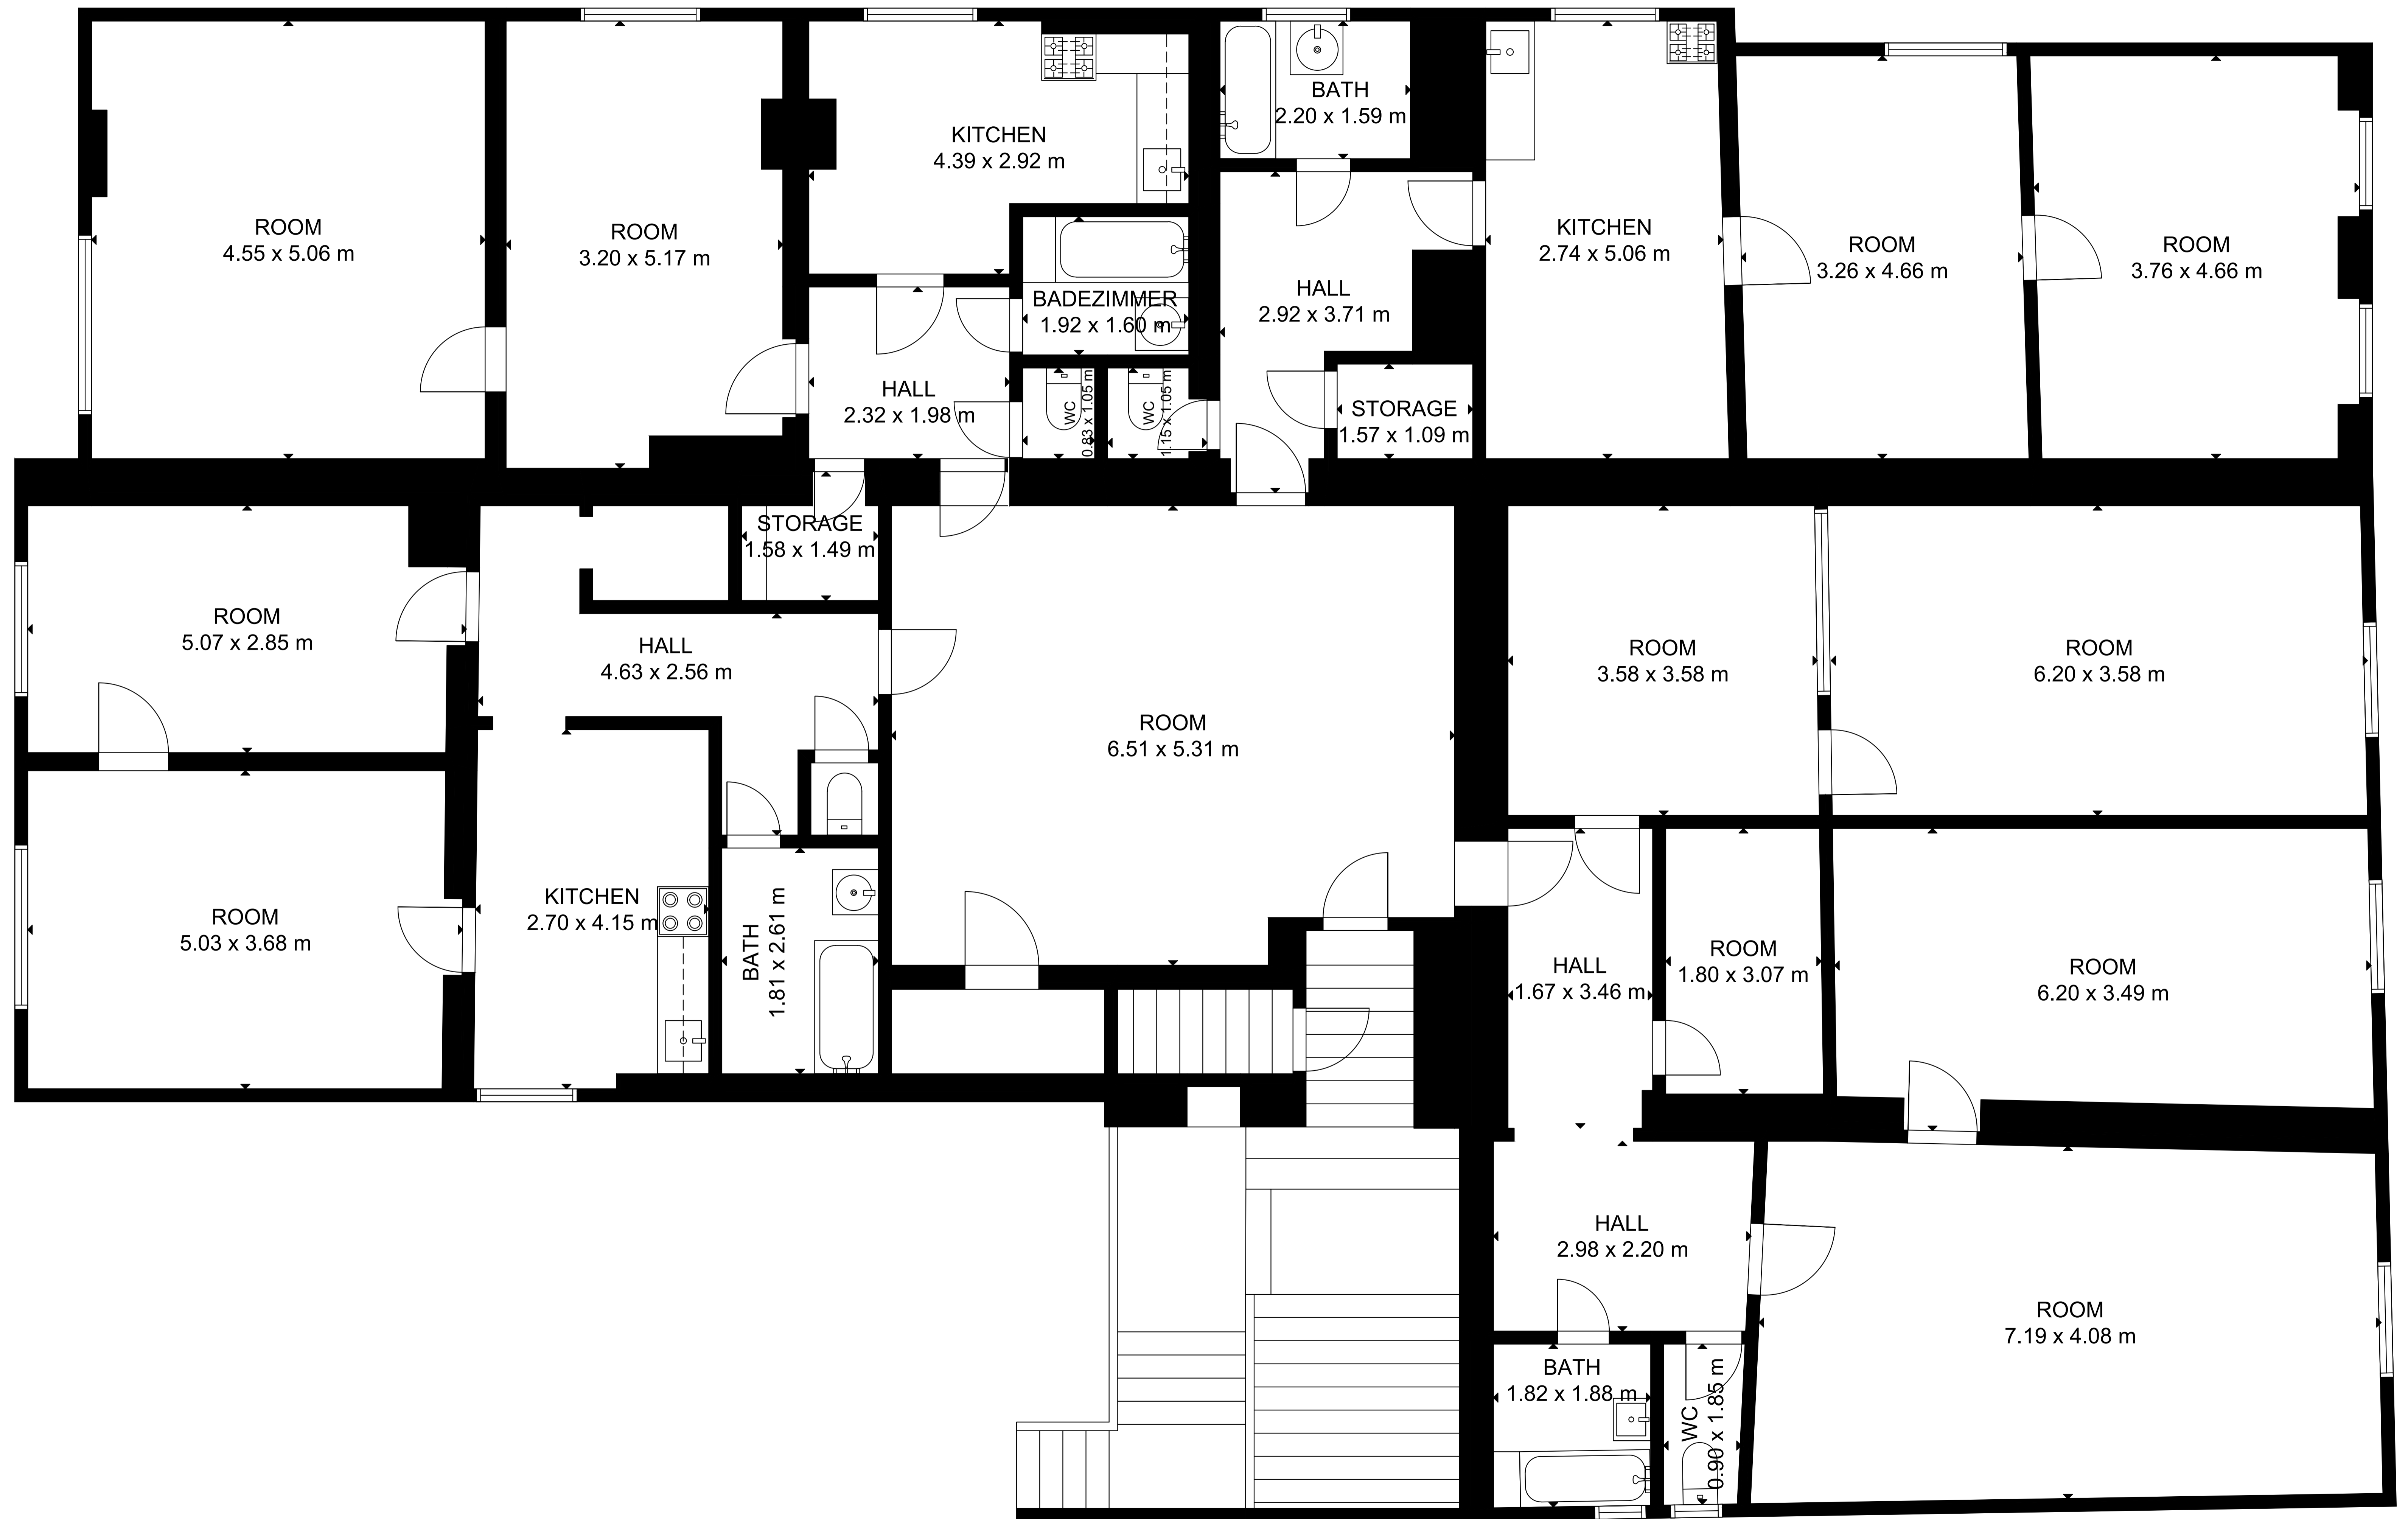 ROOM
4.55 x 5.06 m
ROOM
3.20 x 5.17 m
KITCHEN
4.39 x 2.92 m
BATH
2.20 x 1.59 m
KITCHEN
2.74 x 5.06 m
ROOM
3.26 x 4.66 m
ROOM
3.76 x 4.66 m
BADEZIMMER
1.92 x 1.60 m
HALL
2.92 x 3.71 m
HALL
2.32 x 1.98 m
WC
0.83 x 1.05 m
WC
1.15 x 1.05 m
STORAGE
1.57 x 1.09 m
STORAGE
1.58 x 1.49 m
ROOM
5.07 x 2.85 m
HALL
4.63 x 2.56 m
ROOM
6.51 x 5.31 m
ROOM
3.58 x 3.58 m
ROOM
6.20 x 3.58 m
ROOM
5.03 x 3.68 m
KITCHEN
2.70 x 4.15 m
BATH
1.81 x 2.61 m
HALL
1.67 x 3.46 m
ROOM
1.80 x 3.07 m
ROOM
6.20 x 3.49 m
HALL
2.98 x 2.20 m
ROOM
7.19 x 4.08 m
BATH
1.82 x 1.88 m
WC
0.90 x 1.85 m